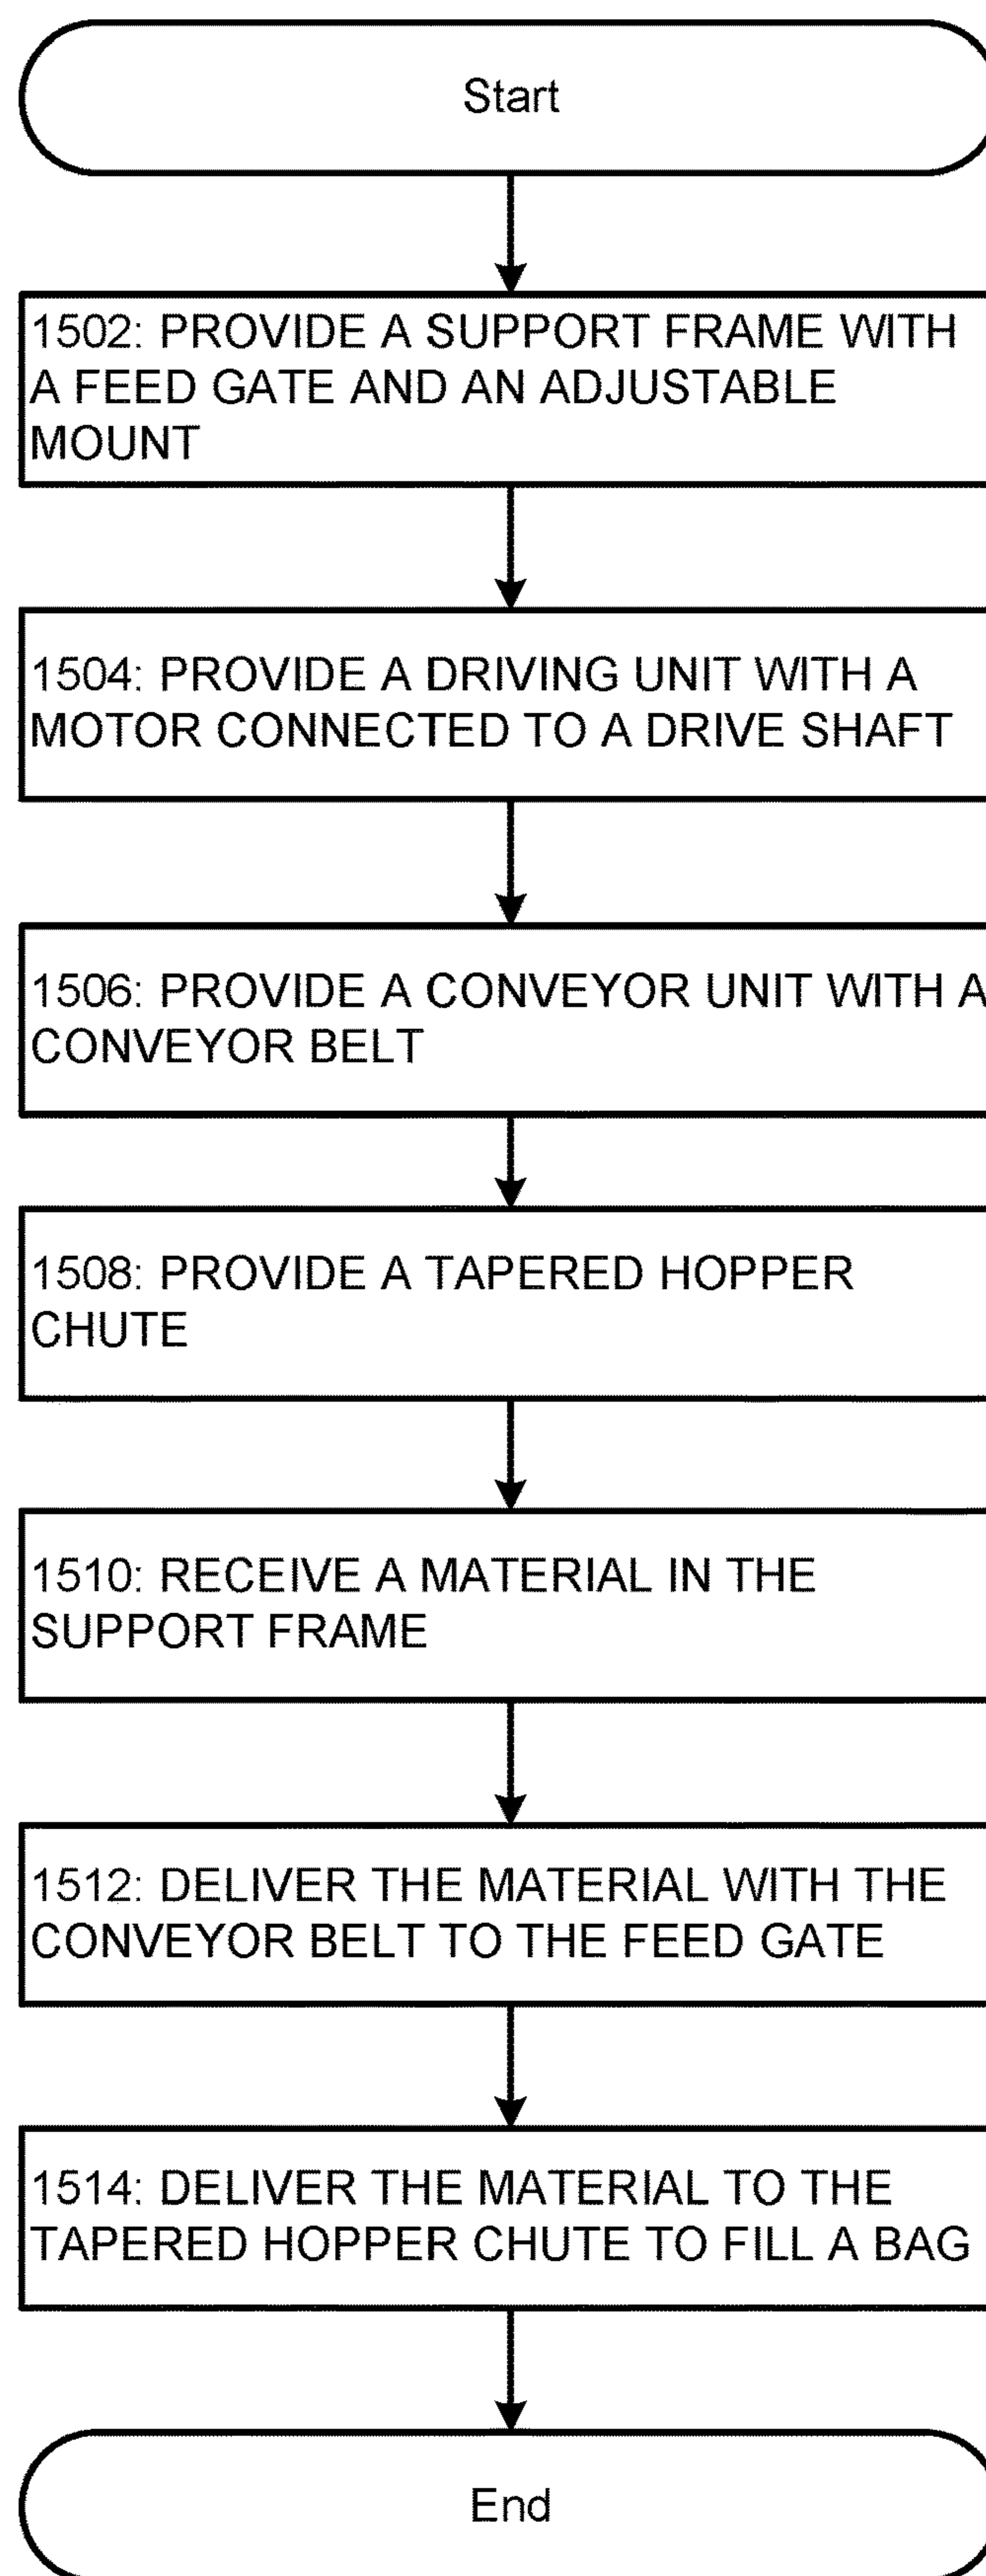 Start
1502: PROVIDE A SUPPORT FRAME WITH
A FEED GATE AND AN ADJUSTABLE
MOUNT
1504: PROVIDE A DRIVING UNIT WITH A
MOTOR CONNECTED TO A DRIVE SHAFT
1506: PROVIDE A CONVEYOR UNIT WITH A
CONVEYOR BELT
1508: PROVIDE A TAPERED HOPPER
CHUTE
1510: RECEIVE A MATERIAL IN THE
SUPPORT FRAME
1512: DELIVER THE MATERIAL WITH THE
CONVEYOR BELT TO THE FEED GATE
1514: DELIVER THE MATERIAL TO THE
TAPERED HOPPER CHUTE TO FILL A BAG
End